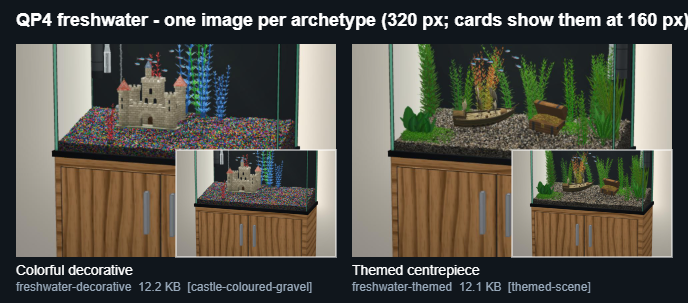 QP4 freshwater - one image per archetype (320 px; cards show them at 160 px)
Colorful decorative
freshwater-decorative 12.2 KB [castle-coloured-gravel]
Themed centrepiece
freshwater-themed 12.1 KB [themed-scene]